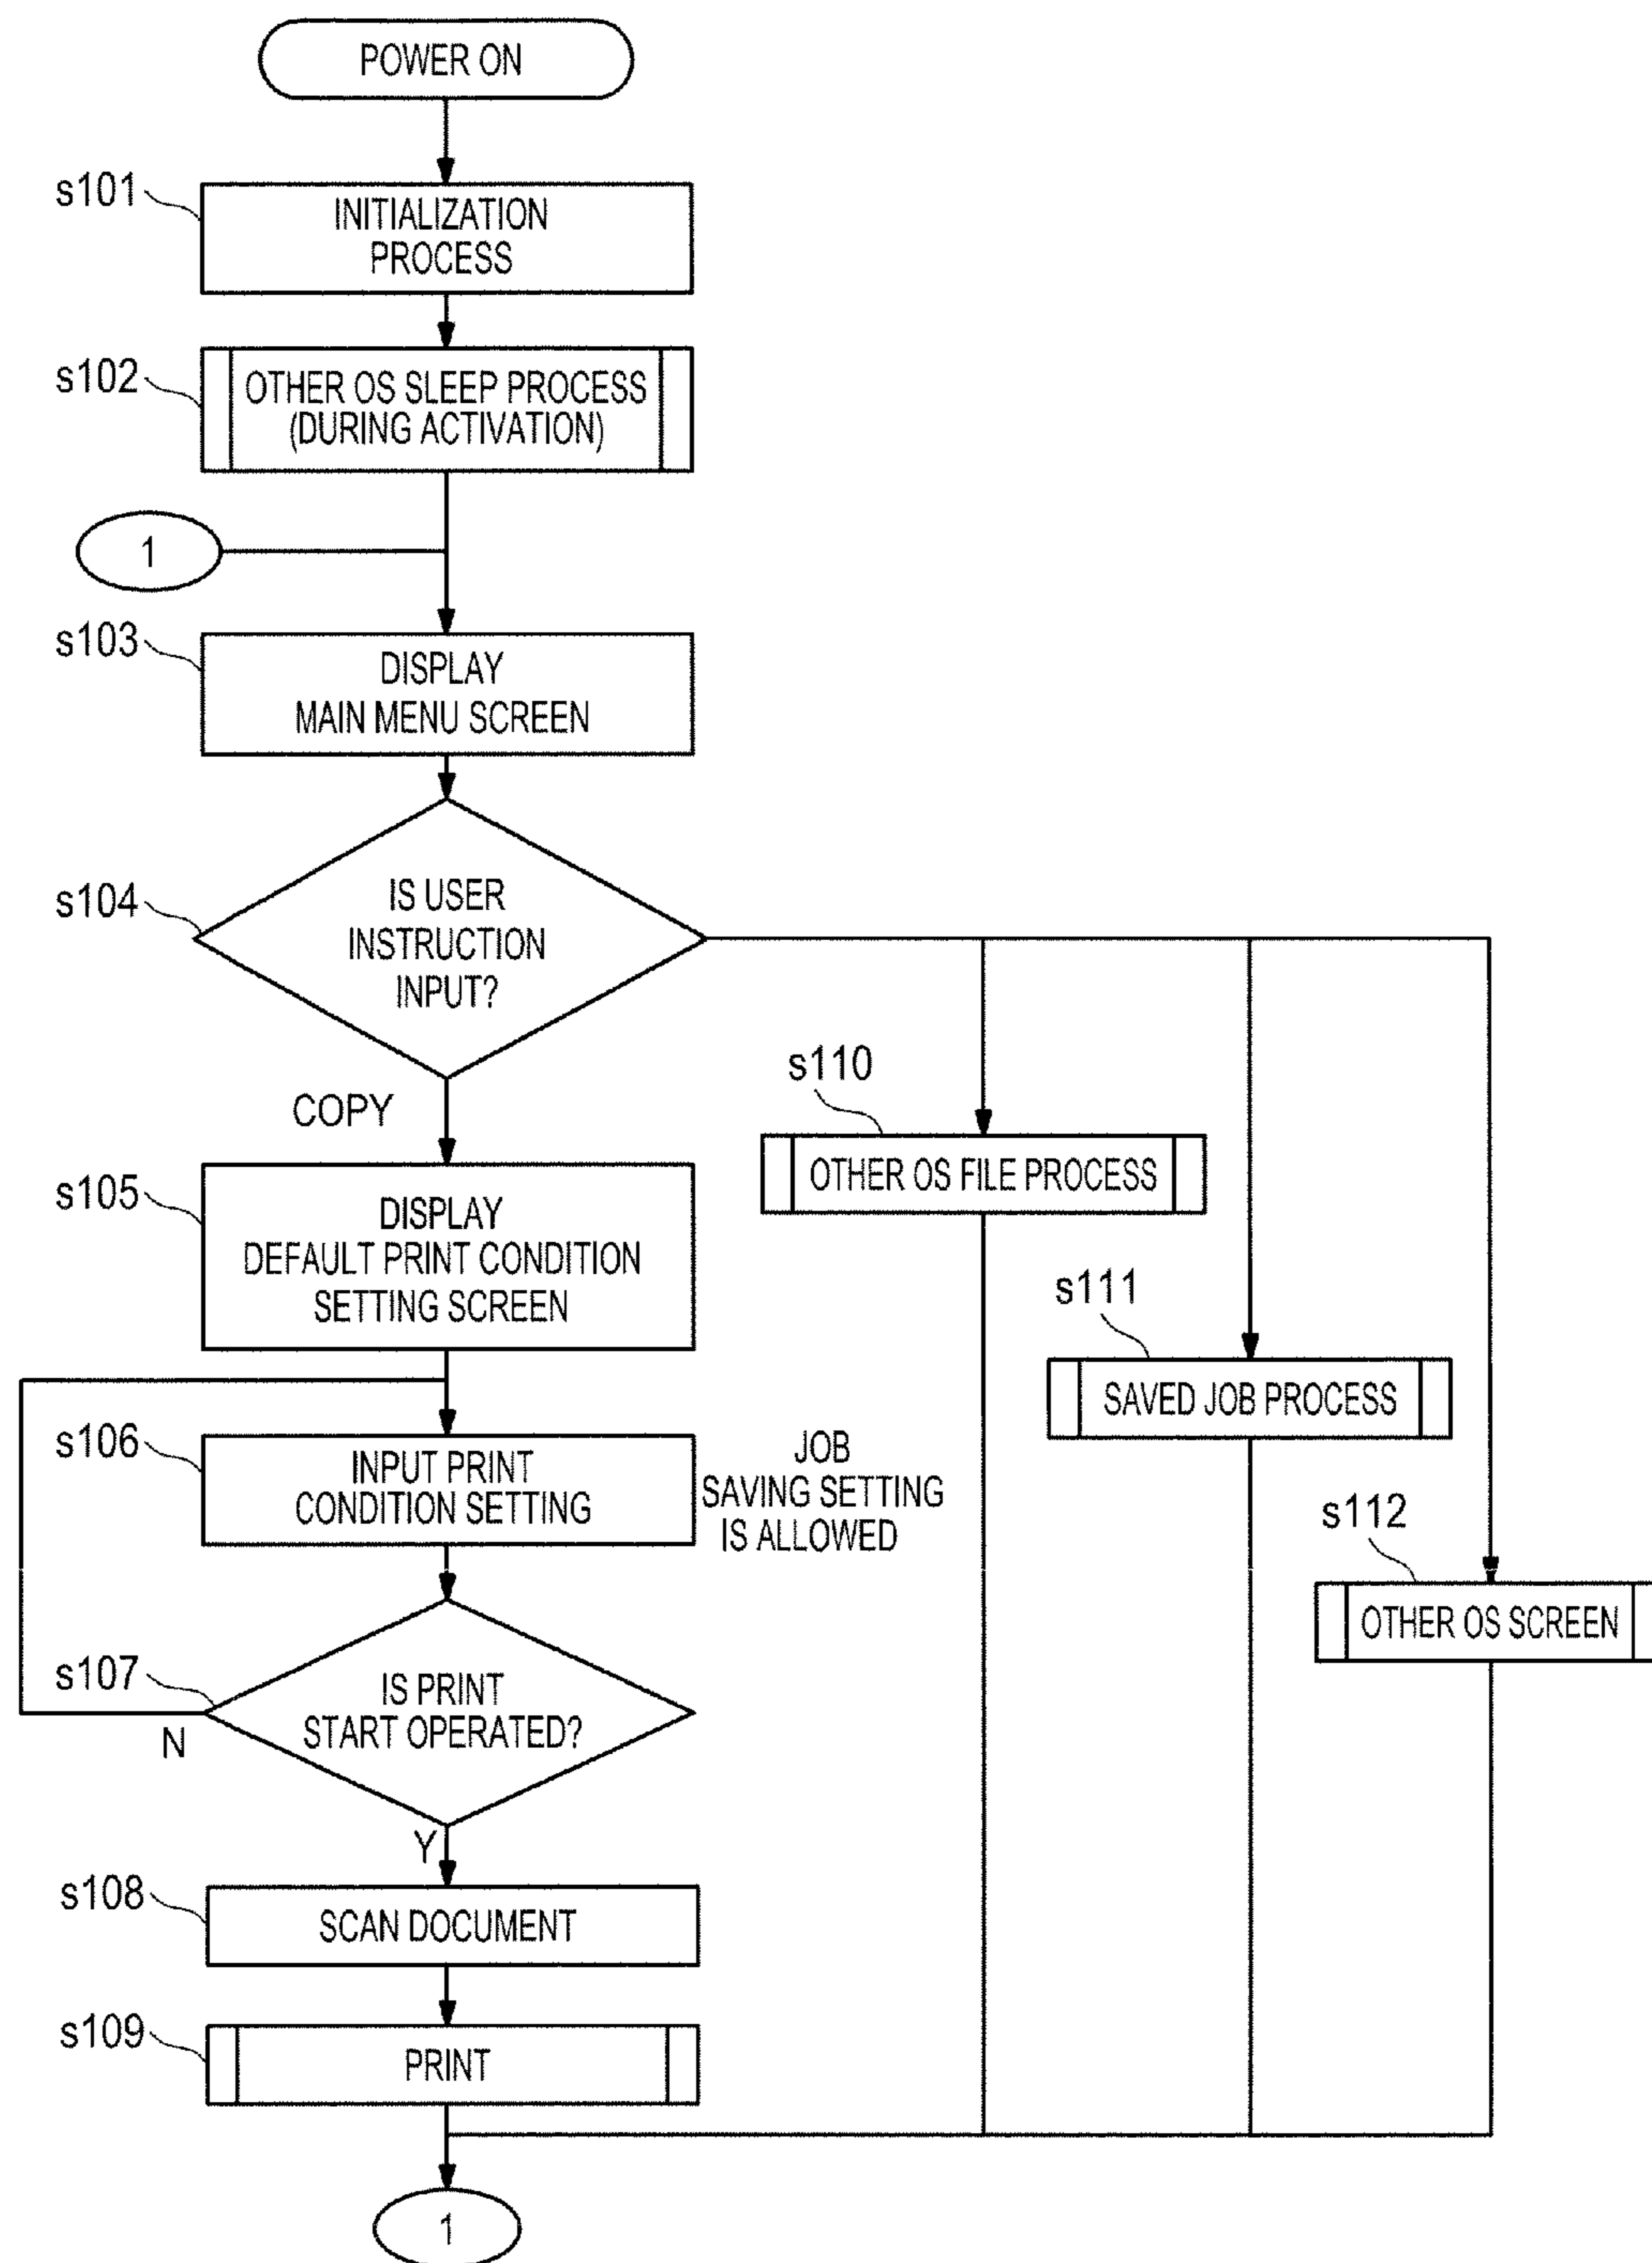 POWER ON
s101
INITIALIZATION
PROCESS
s102
OTHER OS SLEEP PROCESS
(DURING ACTIVATION)
1
s103
DISPLAY
MAIN MENU SCREEN
s104
IS USER
INSTRUCTION
INPUT?
COPY
s105
DISPLAY
DEFAULT PRINT CONDITION
SETTING SCREEN
s110
OTHER OS FILE PROCESS
s111
SAVED JOB PROCESS
s106
INPUT PRINT
CONDITION SETTING
JOB
SAVING SETTING
IS ALLOWED
s112
OTHER OS SCREEN
s107
IS PRINT
START OPERATED?
N
Y
s108
SCAN DOCUMENT
s109
PRINT
1